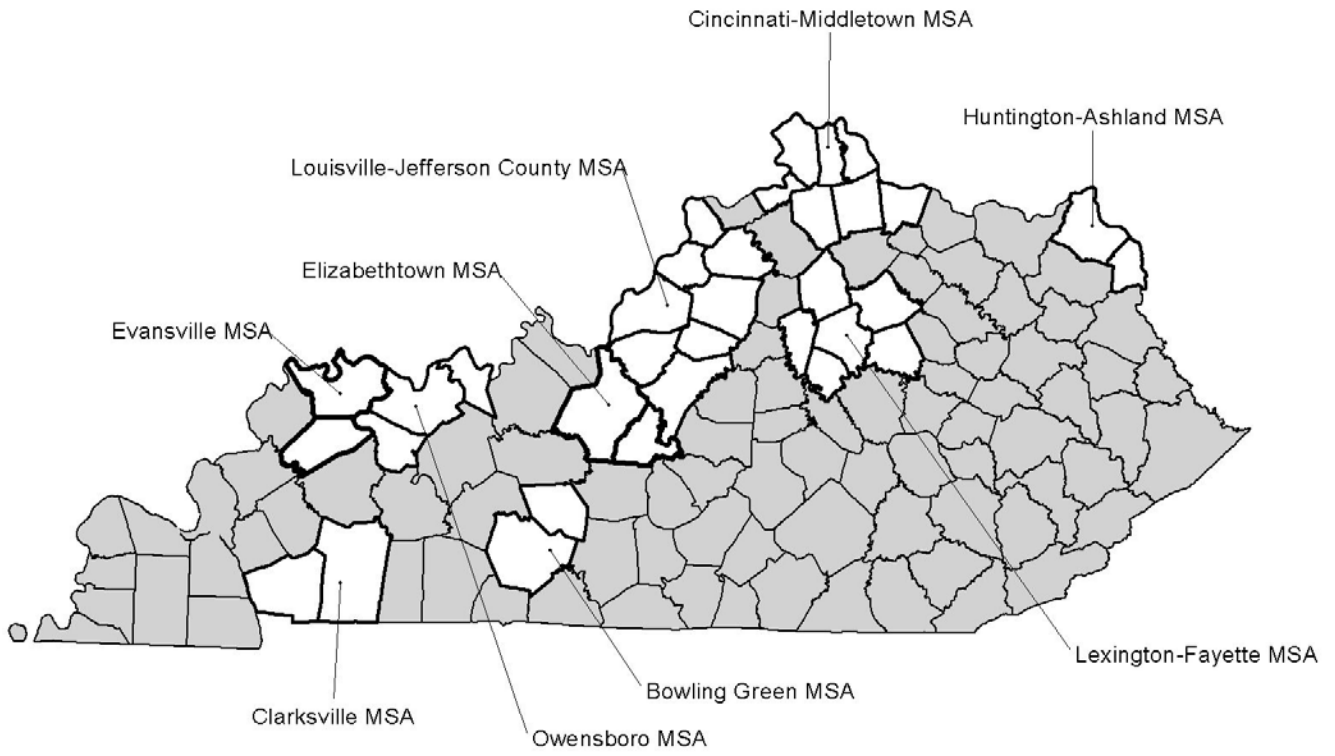 Cincinnati-Middletown MSA
Huntington-Ashland MSA
Louisville-Jefferson County MSA
Elizabethtown MSA
Evansville MSA
Lexington-Fayette MSA
Bowling Green MSA
Clarksville MSA
Owensboro MSA